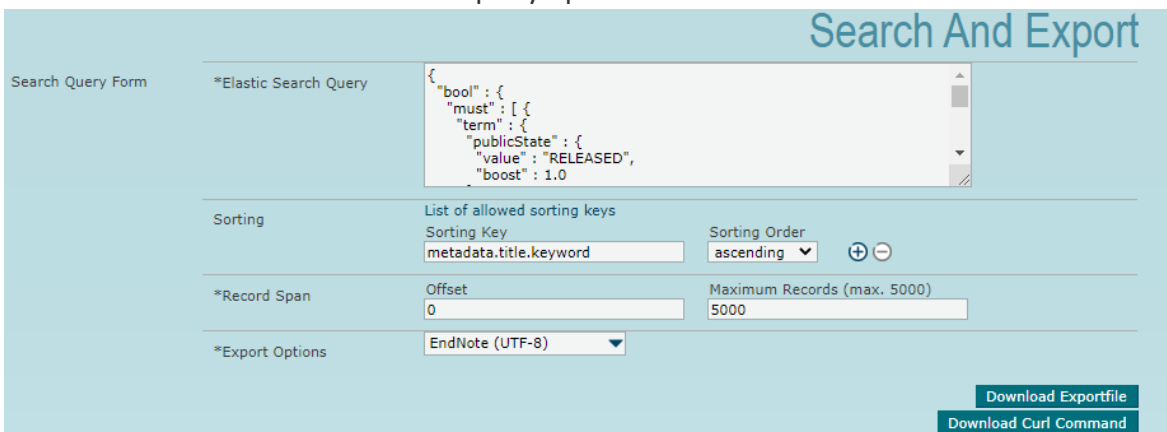 Search And Export
Search Query Form
*Elastic Search Query
{
"bool" : {
"must" : [ {
"term" : {
"publicState" : {
"value" : "RELEASED",
"boost" : 1.0
Sorting
List of allowed sorting keys
Sorting Key
Sorting Order
metadata.title.keyword
ascending
*Record Span
Offset
Maximum Records (max. 5000)
0
5000
*Export Options
EndNote (UTF-8)
Download Exportfile
Download Curl Command